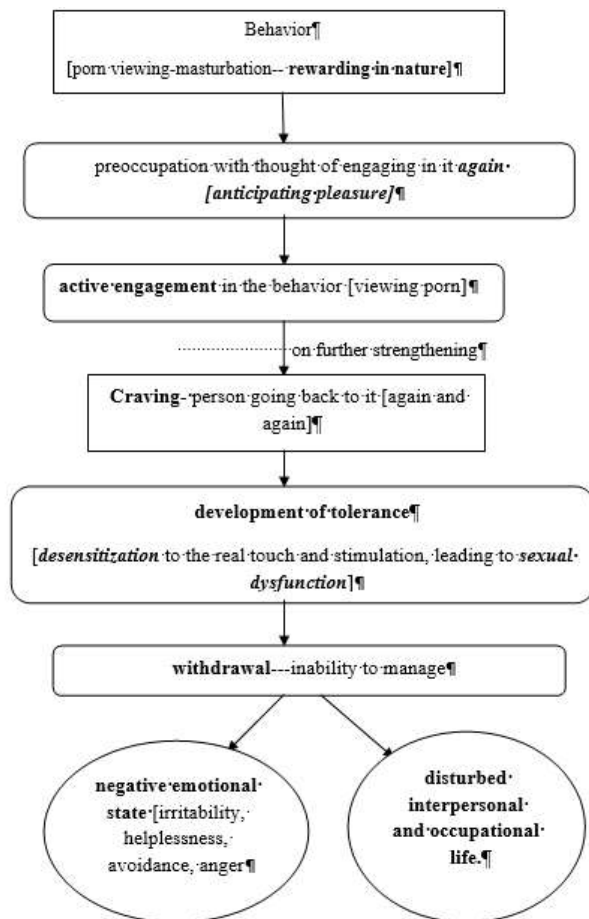 Behavior¶
[porn·viewing-masturbation--·rewarding·in·nature]¶
preoccupation·with·thought·of·engaging·in·it·again·
[anticipating·pleasure]¶
active·engagement·in·the·behavior·[viewing·porn]¶
·····················on·further·strengthening¶
Craving-·person·going·back·to·it·[again·and·
again]¶
development·of·tolerance¶
[desensitization·to·the·real·touch·and·stimulation,·leading·to·sexual·
dysfunction]¶
withdrawal---inability·to·manage¶
negative·emotional·
state·[irritability,·
helplessness,·
avoidance,·anger¶
disturbed·
interpersonal·
and·occupational·
life.¶